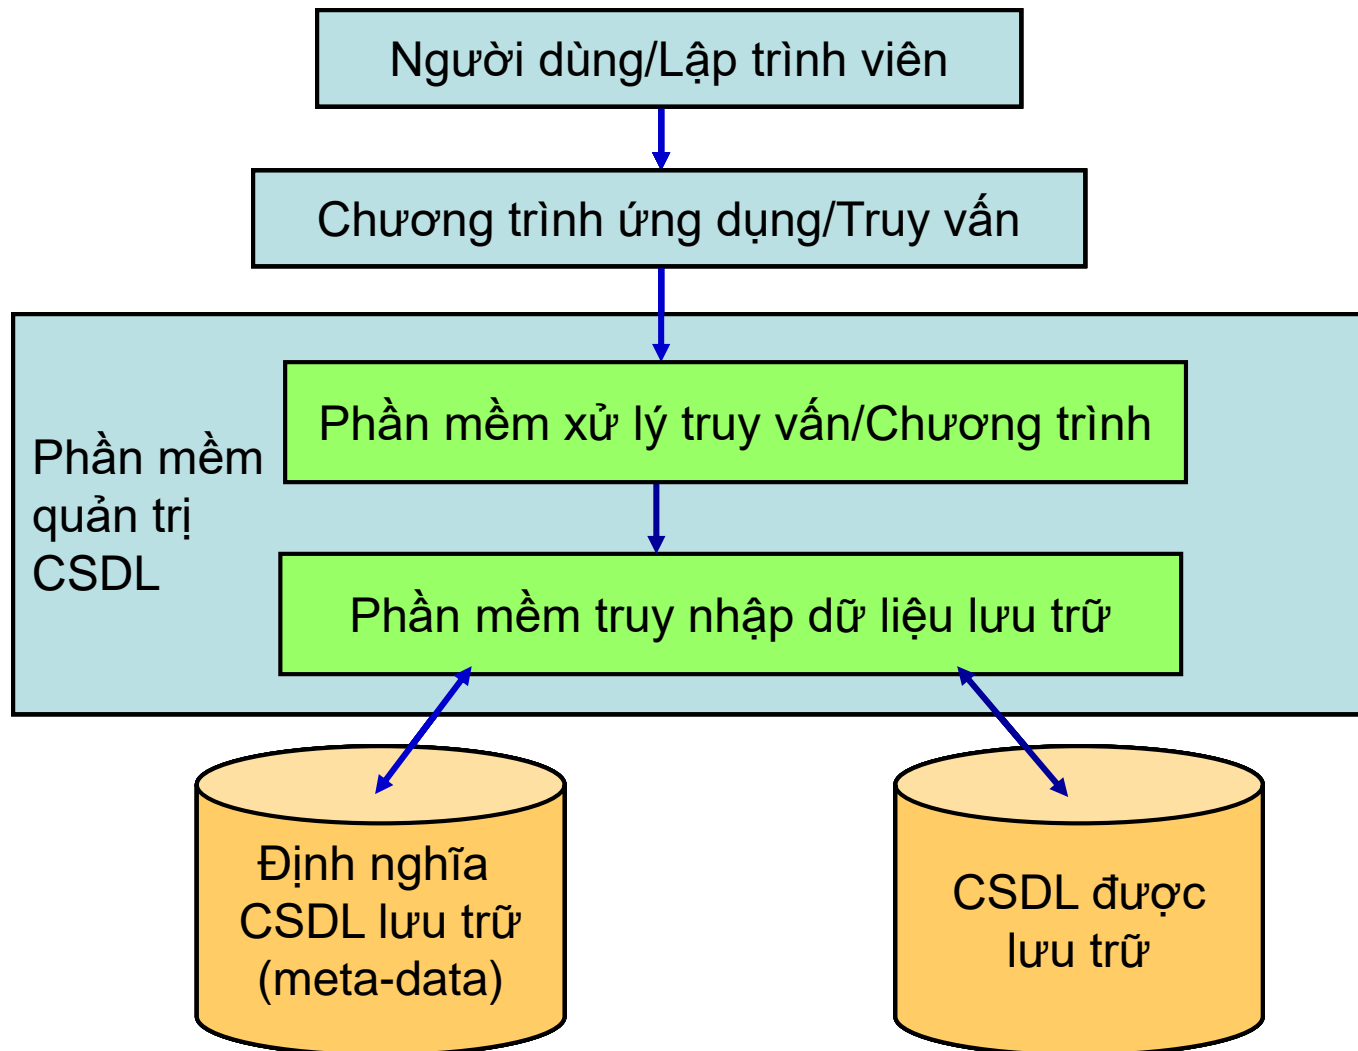 Người dùng/Lập trình viên
Chương trình ứng dụng/Truy vấn
Phần mềm xử lý truy vấn/Chương trình
Phần mềm
quản trị
CSDL
Phần mềm truy nhập dữ liệu lưu trữ
Định nghĩa
CSDL lưu trữ
(meta-data)
CSDL được
lưu trữ